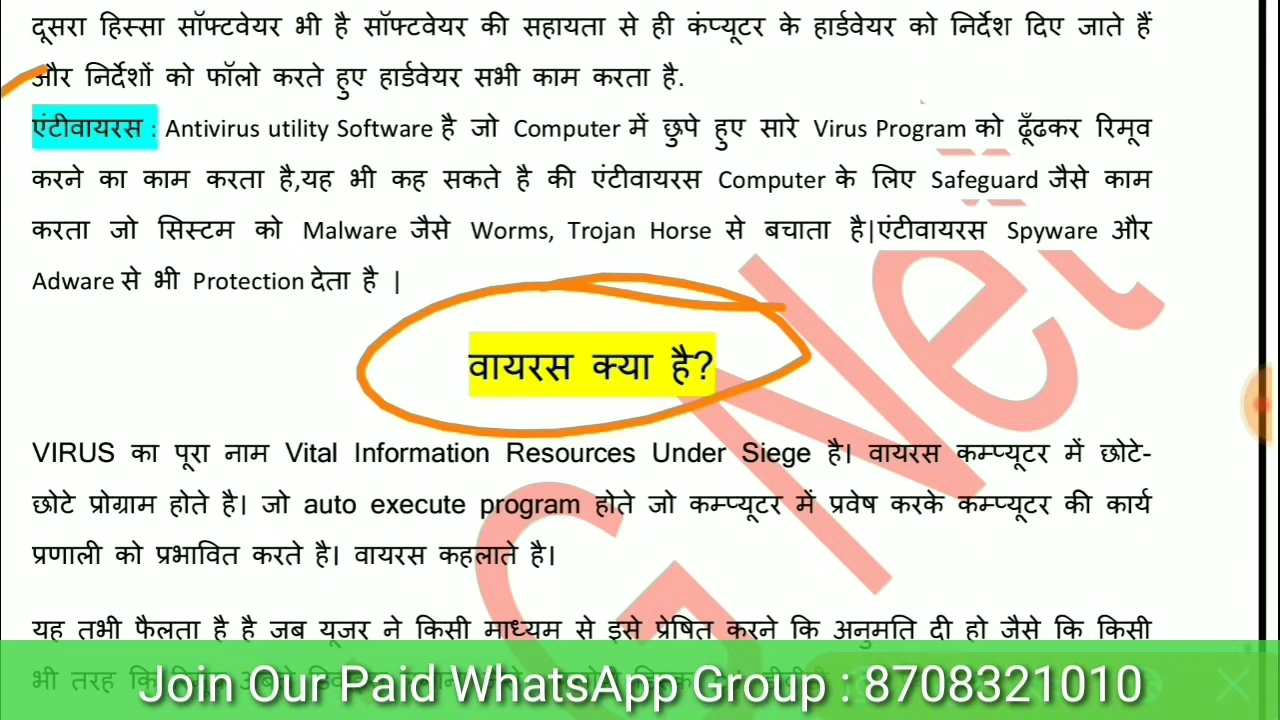 दूसरा हिस्सा सॉफ्टवेयर भी है सॉफ्टवेयर की सहायता से ही कंप्यूटर के हार्डवेयर को निर्देश दिए जाते हैं
और निर्देशों को फॉलो करते हुए हार्डवेयर सभी काम करता है.
एंटीवायरस : Antivirus utility Software है जो Computer में छुपे हुए सारे Virus Program को ढूँढकर रिमूव
करने का काम करता है,यह भी कह सकते है की एंटीवायरस Computer के लिए Safeguard जैसे काम
करता जो सिस्टम को Malware जैसे Worms, Trojan Horse से बचाता है|एंटीवायरस Spyware और
Adware से भी Protection देता है |
वायरस क्या है?
VIRUS का पूरा नाम Vital Information Resources Under Siege है। वायरस कम्प्यूटर में छोटे-
छोटे प्रोग्राम होते है। जो auto execute program होते जो कम्प्यूटर में प्रवेष करके कम्प्यूटर की कार्य
प्रणाली को प्रभावित करते है। वायरस कहलाते है।
यह तभी फैलता है है जब यूजर ने किसी माध्यम से इसे प्रेषित करने कि अनुमति दी हो जैसे कि किसी
भी तरह
Join Our Paid WhatsApp Group : 8708321010
G Net